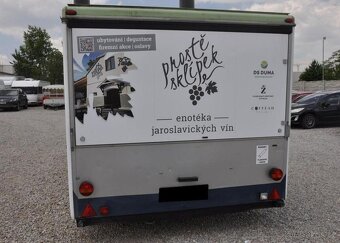 ubytování | degustace
firemní akce | oslavy
prostě
sklípek
enotéka
jaroslavických vín
DS DUMA